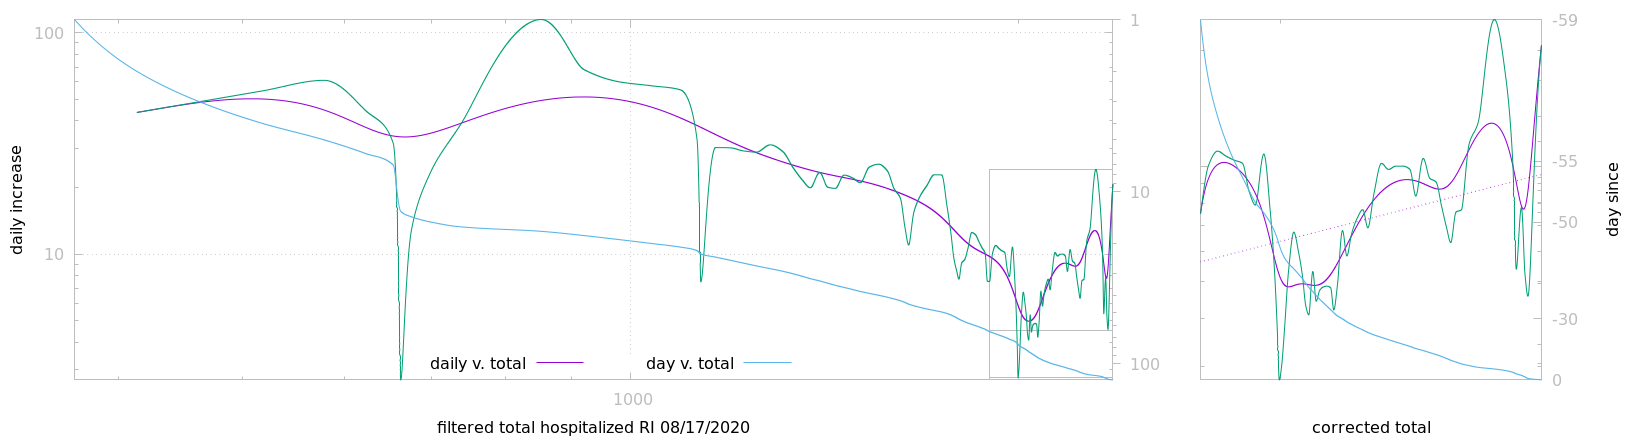 100
10
daily increase
1
10
100
daily v. total
day v. total
1000
filtered total hospitalized RI 08/17/2020
-59
-55
-50
-30
0
day since
corrected total